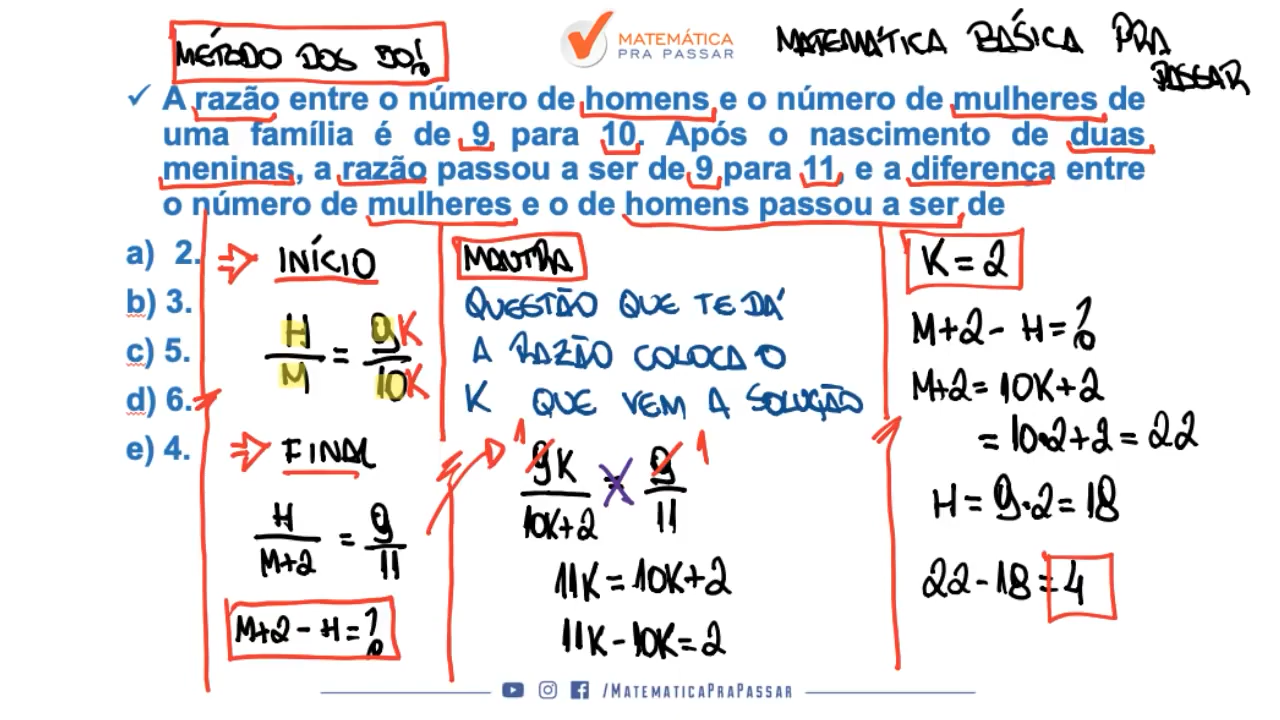 MÉTODO DOS 50!
MATEMÁTICA
PRA PASSAR
MATEMÁTICA BÁSICA PRA
PASSAR
✓ A razão entre o número de homens e o número de mulheres de
uma família é de 9 para 10. Após o nascimento de duas
meninas, a razão passou a ser de 9 para 11, e a diferença entre
o número de mulheres e o de homens passou a ser de
a) 2.
b) 3.
c) 5.
d) 6.
e) 4.
⇒ INÍCIO
H/M = 9K/10K
⇒ FINAL
H/M+2 = 9/11
M+2 - H = ?
MANTRA
QUESTÃO QUE TE DÁ
A RAZÃO COLOCA O
K QUE VEM A SOLUÇÃO
1 9K/10K+2 = 9/11 1
11K = 10K+2
11K - 10K = 2
K = 2
M+2 - H = ?
M+2 = 10K+2
= 10·2+2 = 22
H = 9·2 = 18
22 - 18 = 4
/MATEMATICAPRAPASSAR